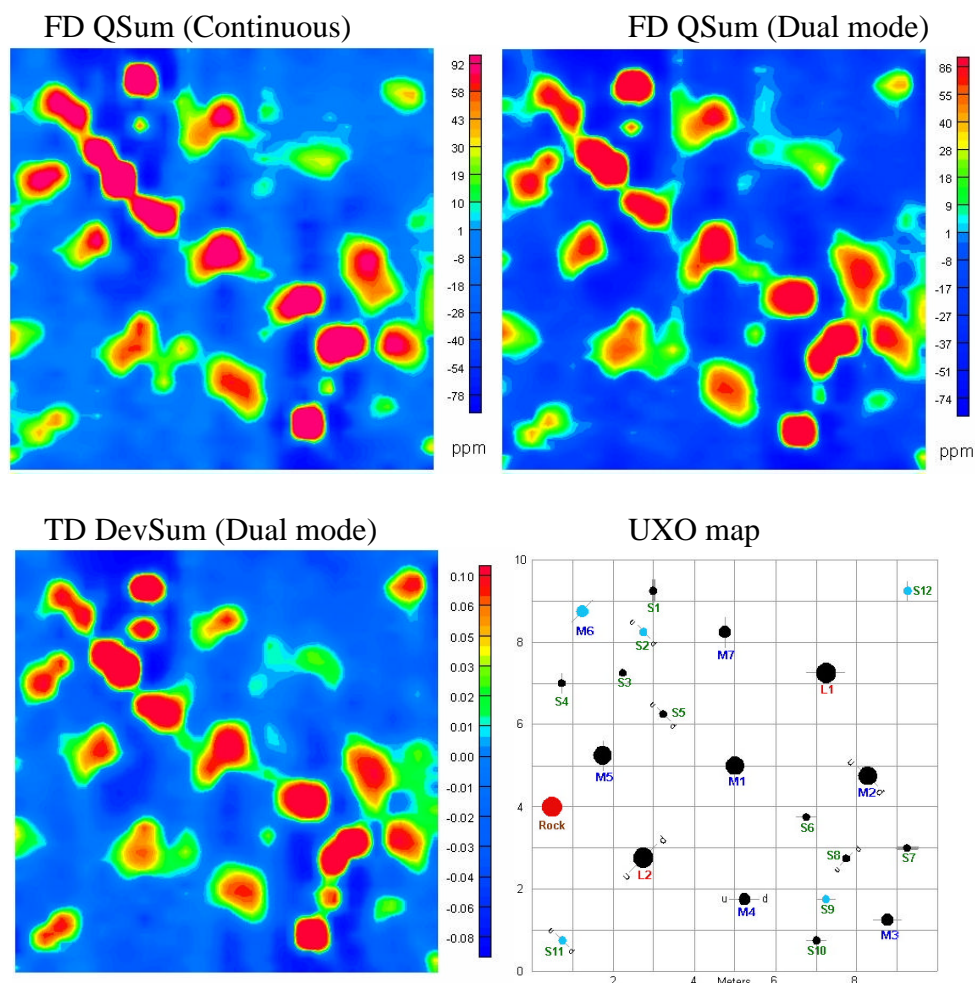 FD QSum (Continuous)
FD QSum (Dual mode)
92
58
43
30
19
10
1
-8
-17
-28
-40
-54
-78
ppm
86
55
40
28
18
9
1
-8
-17
-27
-37
-51
-74
ppm
TD DevSum (Dual mode)
UXO map
0.10
0.06
0.04
0.03
0.02
0.01
0.00
-0.01
-0.02
-0.03
-0.04
-0.06
-0.08
10
8
6
4
2
0
2
4
Meters
6
8
S1
S12
M6
u
S2
d
M7
S3
S4
L1
u
S5
d
M5
M1
u
M2
d
Rock
S6
S7
d
S8
u
d
L2
u
u
M4
d
S9
M3
u
S11
d
S10